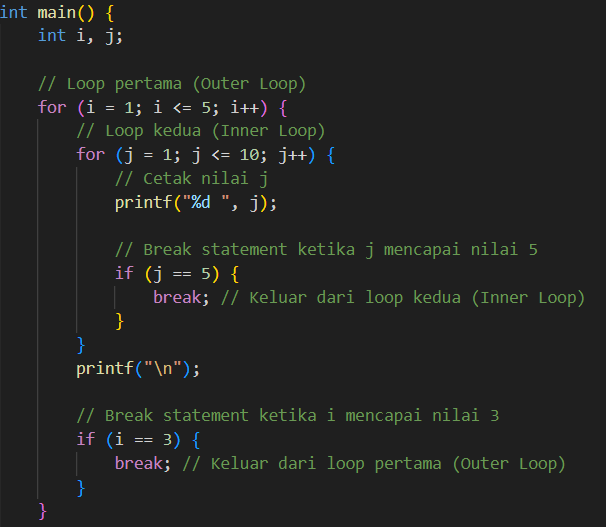 int main() {
    int i, j;

    // Loop pertama (Outer Loop)
    for (i = 1; i <= 5; i++) {
        // Loop kedua (Inner Loop)
        for (j = 1; j <= 10; j++) {
            // Cetak nilai j
            printf("%d ", j);

            // Break statement ketika j mencapai nilai 5
            if (j == 5) {
                break; // Keluar dari loop kedua (Inner Loop)
            }
        }
        printf("\n");

        // Break statement ketika i mencapai nilai 3
        if (i == 3) {
            break; // Keluar dari loop pertama (Outer Loop)
        }
    }